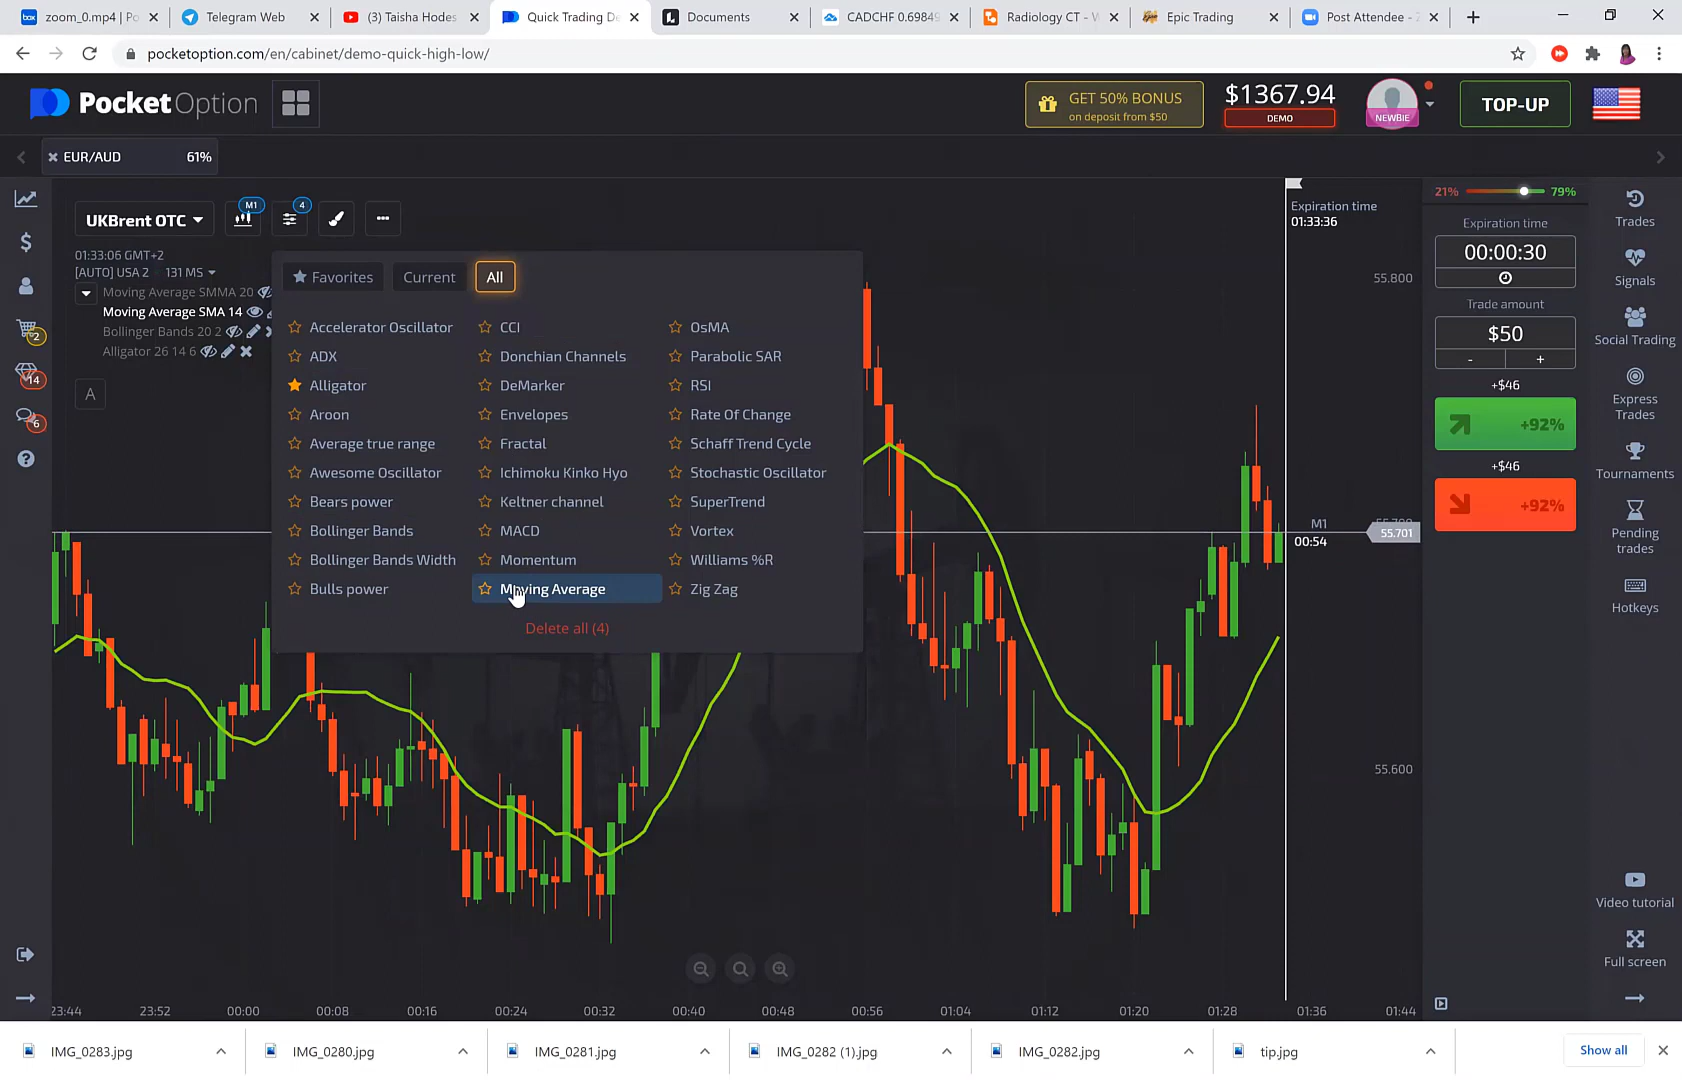 zoom_0.mp4 | Po
Telegram Web
(3) Taisha Hodes
Quick Trading De
Documents
CADCHF 0.6984
Radiology CT - V
Epic Trading
Post Attendee - Z
pocketoption.com/en/cabinet/demo-quick-high-low/
PocketOption
GET 50% BONUS
on deposit from $50
$1367.94
DEMO
NEWBIE
TOP-UP
EUR/AUD 61%
UKBrent OTC
M1
4
01:33:06 GMT+2
[AUTO] USA 2 131 MS
Moving Average SMMA 20
Moving Average SMA 14
Bollinger Bands 20 2
Alligator 26 14 6
A
2
14
6
Favorites
Current
All
Accelerator Oscillator
ADX
Alligator
Aroon
Average true range
Awesome Oscillator
Bears power
Bollinger Bands
Bollinger Bands Width
Bulls power
CCI
Donchian Channels
DeMarker
Envelopes
Fractal
Ichimoku Kinko Hyo
Keltner channel
MACD
Momentum
Moving Average
OsMA
Parabolic SAR
RSI
Rate Of Change
Schaff Trend Cycle
Stochastic Oscillator
SuperTrend
Vortex
Williams %R
Zig Zag
Delete all (4)
Expiration time
01:33:36
M1
00:54
55.800
55.701
55.600
23:44 23:52 00:00 00:08 00:16 00:24 00:32 00:40 00:48 00:56 01:04 01:12 01:20 01:28 01:36 01:44
21% 79%
Expiration time
00:00:30
Trade amount
$50
- +
+$46
+92%
+$46
+92%
Trades
Signals
Social Trading
Express
Trades
Tournaments
Pending
trades
Hotkeys
Video tutorial
Full screen
IMG_0283.jpg
IMG_0280.jpg
IMG_0281.jpg
IMG_0282 (1).jpg
IMG_0282.jpg
tip.jpg
Show all